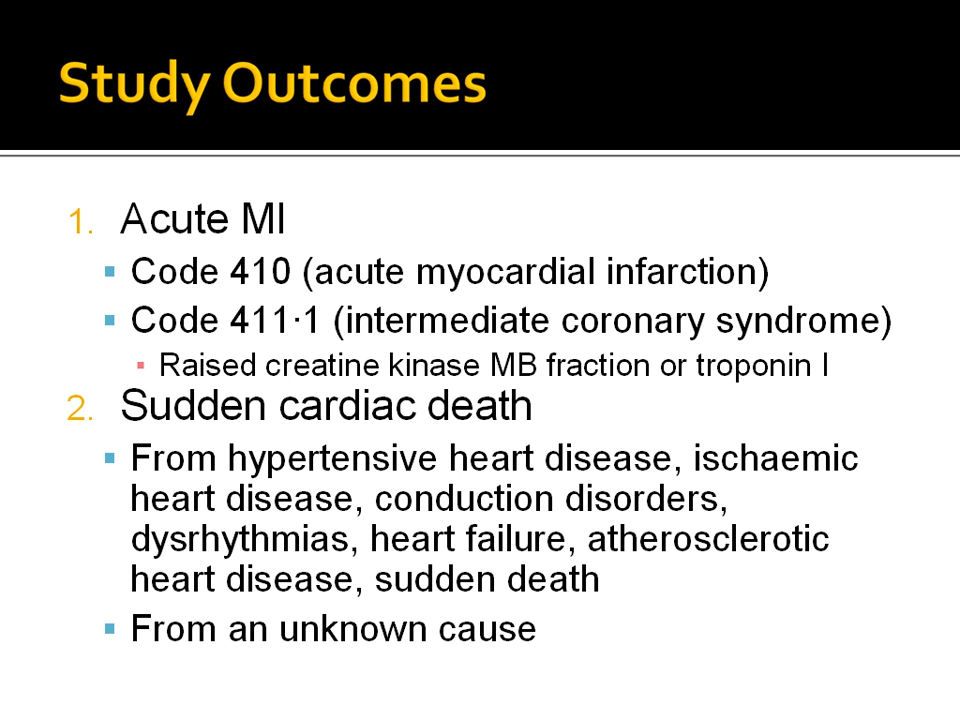 Study Outcomes
1. Acute MI
▪ Code 410 (acute myocardial infarction)
▪ Code 411·1 (intermediate coronary syndrome)
▪ Raised creatine kinase MB fraction or troponin I
2. Sudden cardiac death
▪ From hypertensive heart disease, ischaemic
heart disease, conduction disorders,
dysrhythmias, heart failure, atherosclerotic
heart disease, sudden death
▪ From an unknown cause